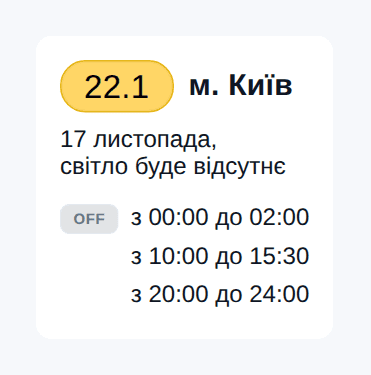 22.1 м. Київ
17 листопада,
світло буде відсутнє
OFF з 00:00 до 02:00
з 10:00 до 15:30
з 20:00 до 24:00